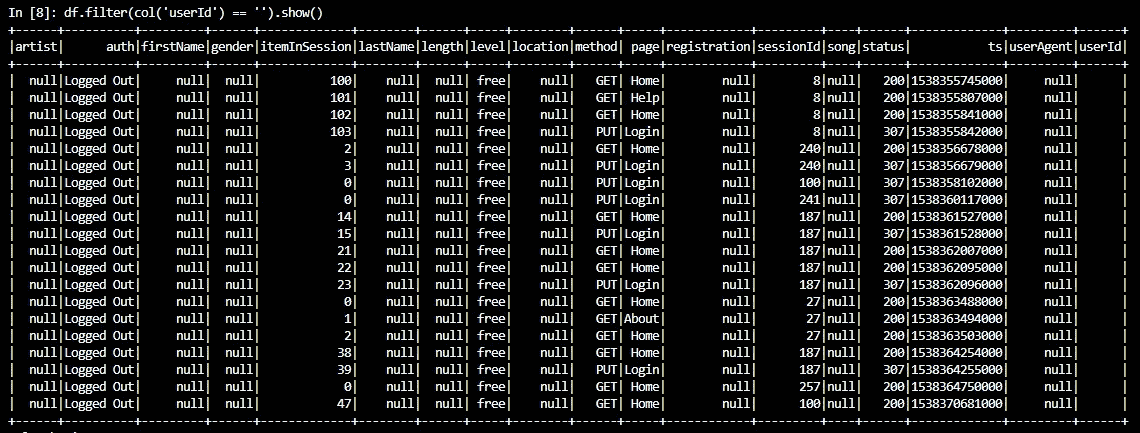 In [8]: df.filter(col('userId') == '').show()
+------+----------+---------+------+-------------+--------+------+-----+--------+------+-----+------------+---------+----+------+-------------+---------+------+
|artist|      auth|firstName|gender|itemInSession|lastName|length|level|location|method| page|registration|sessionId|song|status|           ts|userAgent|userId|
+------+----------+---------+------+-------------+--------+------+-----+--------+------+-----+------------+---------+----+------+-------------+---------+------+
|  null|Logged Out|     null|  null|          100|    null|  null| free|    null|   GET| Home|        null|        8|null|   200|1538355745000|     null|      |
|  null|Logged Out|     null|  null|          101|    null|  null| free|    null|   GET| Help|        null|        8|null|   200|1538355807000|     null|      |
|  null|Logged Out|     null|  null|          102|    null|  null| free|    null|   GET| Home|        null|        8|null|   200|1538355841000|     null|      |
|  null|Logged Out|     null|  null|          103|    null|  null| free|    null|   PUT|Login|        null|        8|null|   307|1538355842000|     null|      |
|  null|Logged Out|     null|  null|            2|    null|  null| free|    null|   GET| Home|        null|      240|null|   200|1538356678000|     null|      |
|  null|Logged Out|     null|  null|            3|    null|  null| free|    null|   PUT|Login|        null|      240|null|   307|1538356679000|     null|      |
|  null|Logged Out|     null|  null|            0|    null|  null| free|    null|   PUT|Login|        null|      100|null|   307|1538358102000|     null|      |
|  null|Logged Out|     null|  null|            0|    null|  null| free|    null|   PUT|Login|        null|      241|null|   307|1538360117000|     null|      |
|  null|Logged Out|     null|  null|           14|    null|  null| free|    null|   GET| Home|        null|      187|null|   200|1538361527000|     null|      |
|  null|Logged Out|     null|  null|           15|    null|  null| free|    null|   PUT|Login|        null|      187|null|   307|1538361528000|     null|      |
|  null|Logged Out|     null|  null|           21|    null|  null| free|    null|   GET| Home|        null|      187|null|   200|1538362007000|     null|      |
|  null|Logged Out|     null|  null|           22|    null|  null| free|    null|   GET| Home|        null|      187|null|   200|1538362095000|     null|      |
|  null|Logged Out|     null|  null|           23|    null|  null| free|    null|   PUT|Login|        null|      187|null|   307|1538362096000|     null|      |
|  null|Logged Out|     null|  null|            0|    null|  null| free|    null|   GET| Home|        null|       27|null|   200|1538363488000|     null|      |
|  null|Logged Out|     null|  null|            1|    null|  null| free|    null|   GET|About|        null|       27|null|   200|1538363494000|     null|      |
|  null|Logged Out|     null|  null|            2|    null|  null| free|    null|   GET| Home|        null|       27|null|   200|1538363503000|     null|      |
|  null|Logged Out|     null|  null|           38|    null|  null| free|    null|   GET| Home|        null|      187|null|   200|1538364254000|     null|      |
|  null|Logged Out|     null|  null|           39|    null|  null| free|    null|   PUT|Login|        null|      187|null|   307|1538364255000|     null|      |
|  null|Logged Out|     null|  null|            0|    null|  null| free|    null|   GET| Home|        null|      257|null|   200|1538364750000|     null|      |
|  null|Logged Out|     null|  null|           47|    null|  null| free|    null|   GET| Home|        null|      100|null|   200|1538370681000|     null|      |
+------+----------+---------+------+-------------+--------+------+-----+--------+------+-----+------------+---------+----+------+-------------+---------+------+